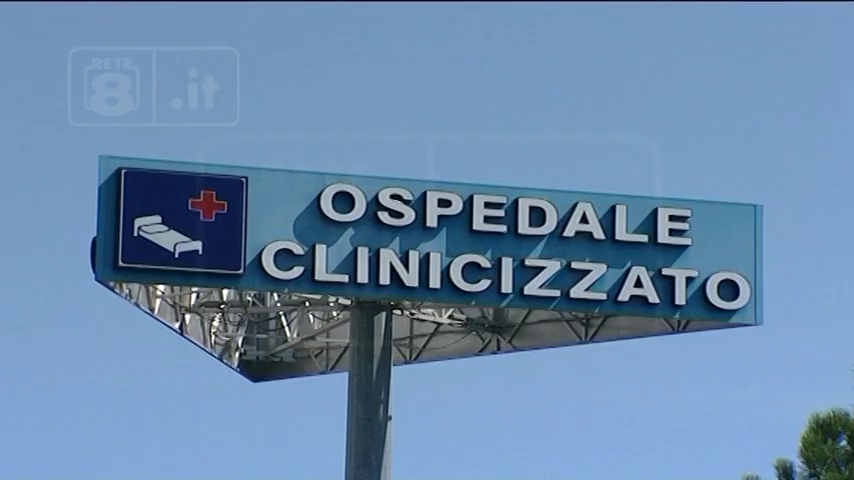 RETE
8 .it
OSPEDALE
CLINICIZZATO